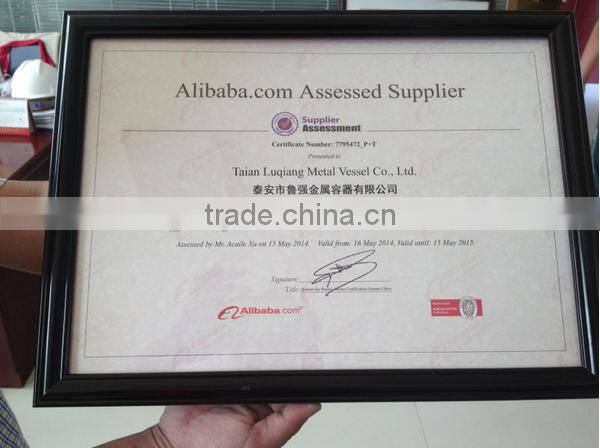 Alibaba.com Assessed Supplier
Supplier
Assessment
Certificate Number: 7795472_P+T
Presented to
Taian Luqiang Metal Vessel Co., Ltd.
泰安市鲁强金属容器有限公司
trade.china.cn
Assessed by Mr. Acaile Xu on 15 May 2014. Valid from: 16 May 2014, Valid until: 15 May 2015.
Signature:
Title:
Alibaba.com